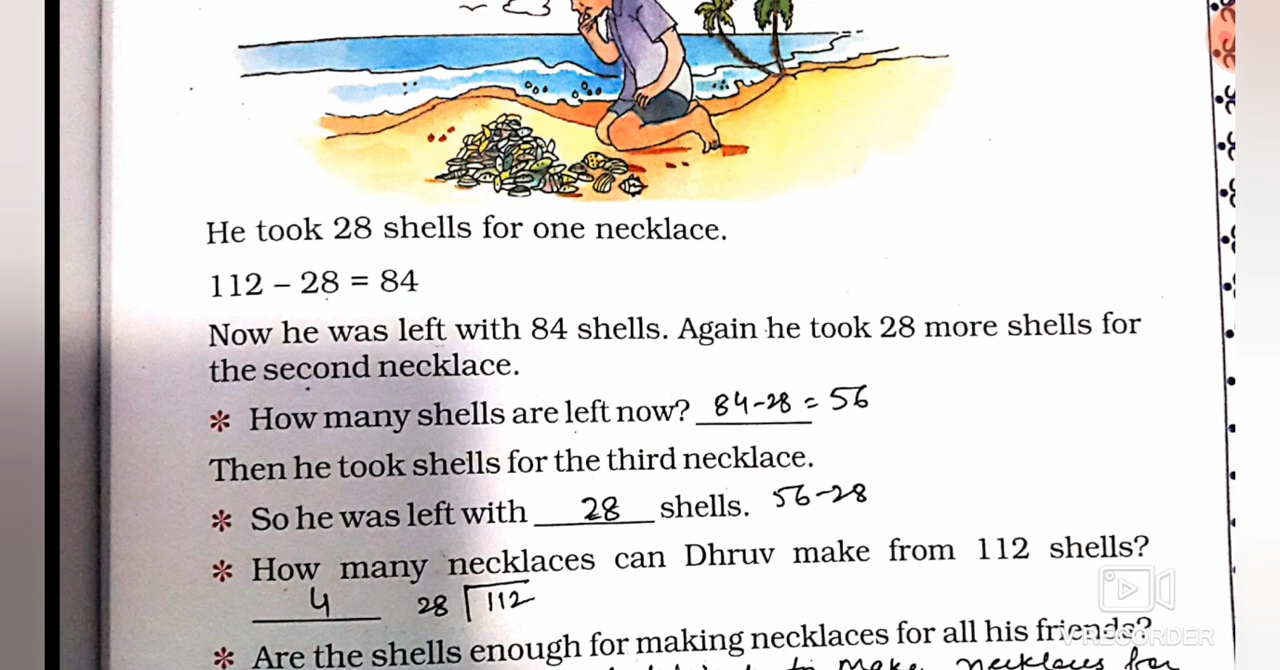 He took 28 shells for one necklace.
112 – 28 = 84
Now he was left with 84 shells. Again he took 28 more shells for
the second necklace.
* How many shells are left now? 84-28 = 56
Then he took shells for the third necklace.
* So he was left with 28 shells. 56-28
* How many necklaces can Dhruv make from 112 shells?
4 28 112
* Are the shells enough for making necklaces for all his friends?
to make necklaces for